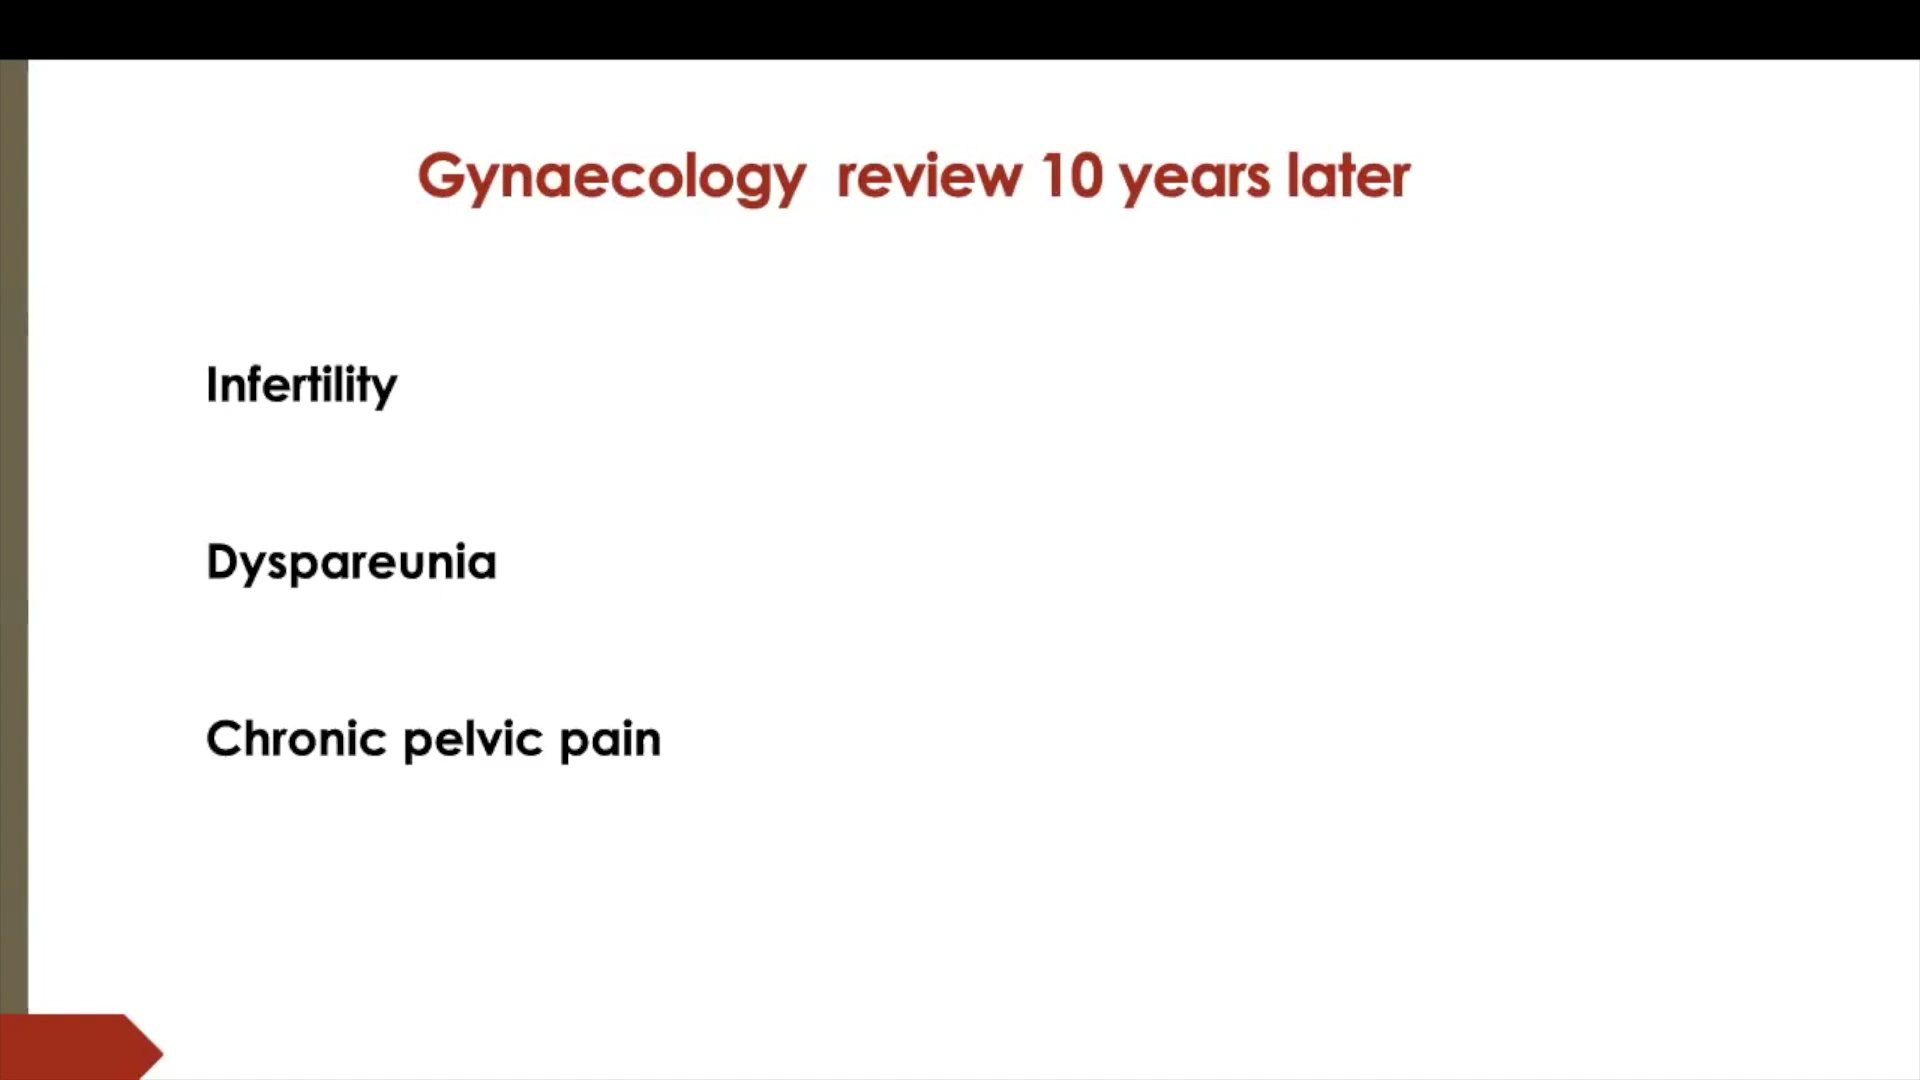 Gynaecology review 10 years later
Infertility
Dyspareunia
Chronic pelvic pain